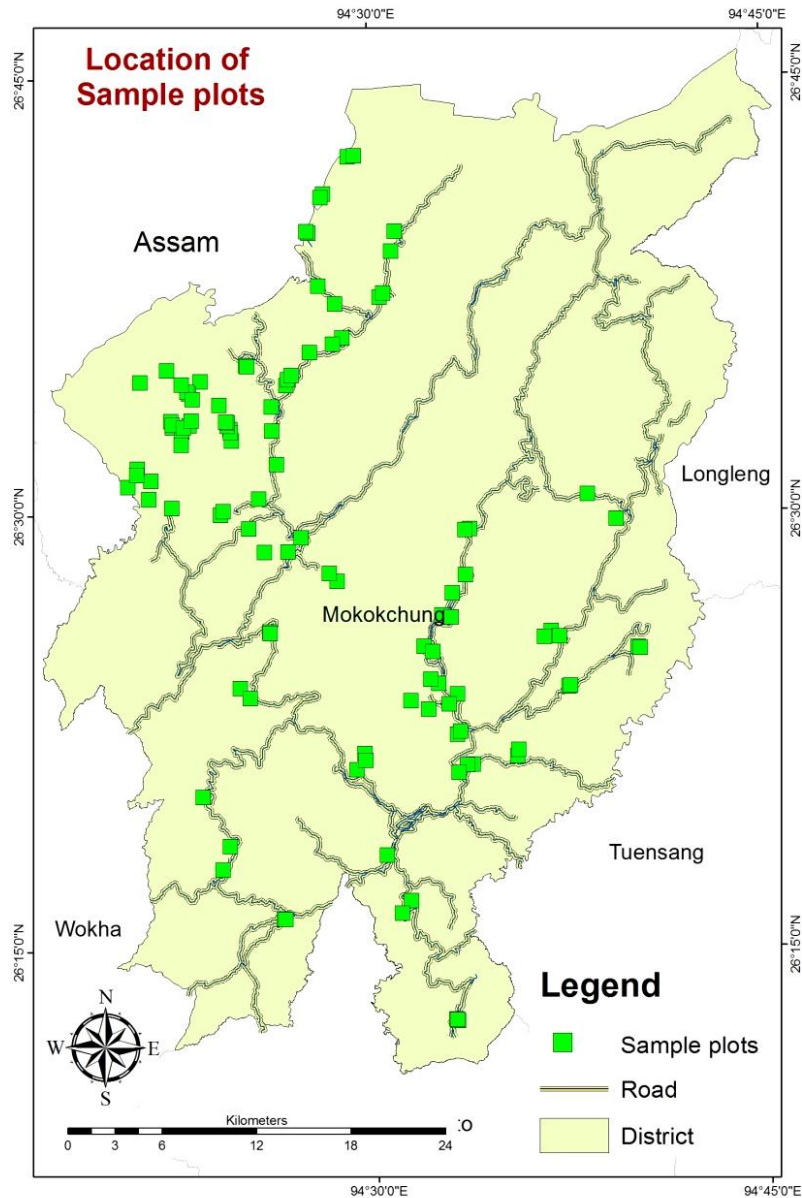 94°30'0"E
94°45'0"E
Location of
Sample plots
26°45'0"N
26°45'0"N
Assam
Longleng
26°30'0"N
26°30'0"N
Mokokchung
Tuensang
Wokha
26°15'0"N
26°15'0"N
Legend
N
W
E
S
Sample plots
Road
District
Kilometers
0
3
6
12
18
24
94°30'0"E
94°45'0"E